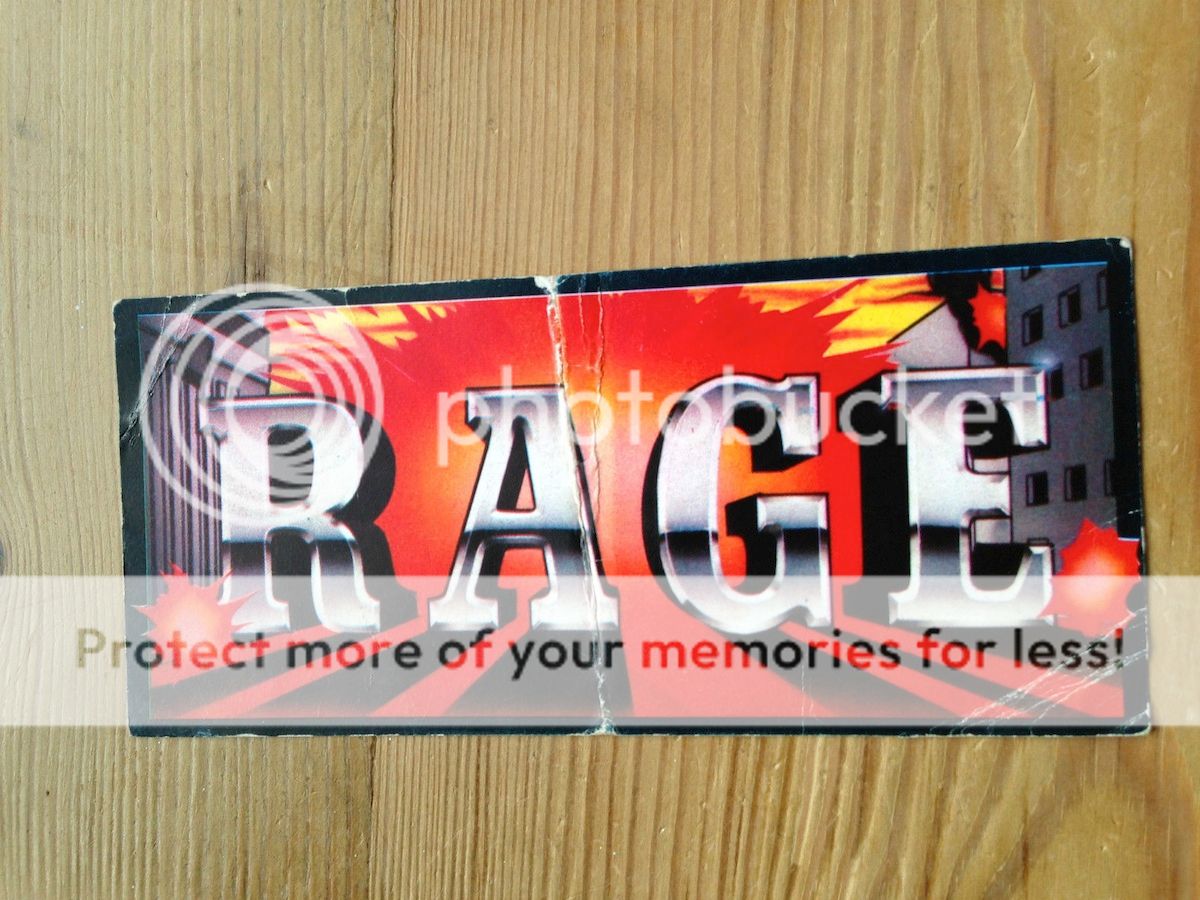 RAGE
photobucket
Protect more of your memories for less!